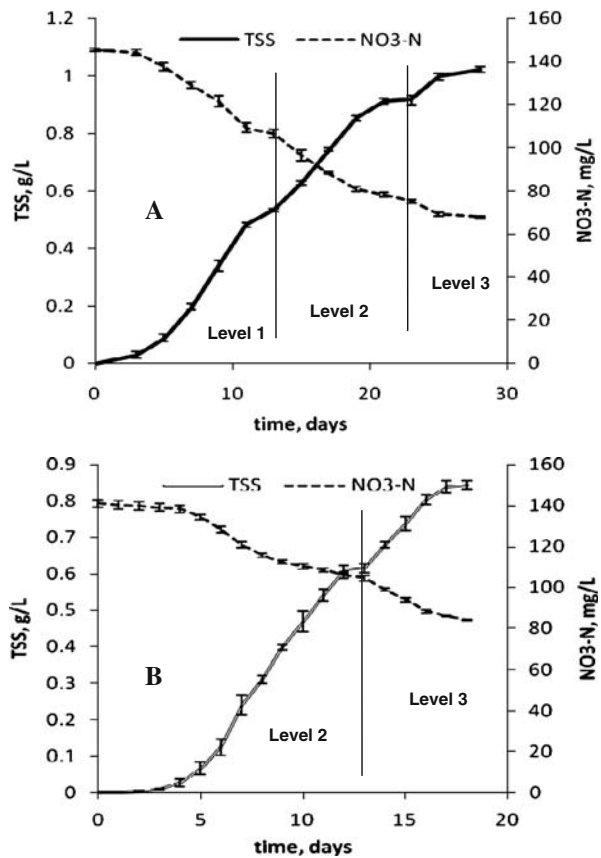 TSS
NO3-N
TSS, g/L
1.2
1
0.8
0.6
0.4
0.2
0
160
140
120
100
80
60
40
20
0
NO3-N, mg/L
A
Level 1
Level 2
Level 3
0
10
20
30
time, days
TSS
NO3-N
TSS, g/L
0.9
0.8
0.7
0.6
0.5
0.4
0.3
0.2
0.1
0
160
140
120
100
80
60
40
20
0
NO3-N, mg/L
B
Level 2
Level 3
0
5
10
15
20
time, days